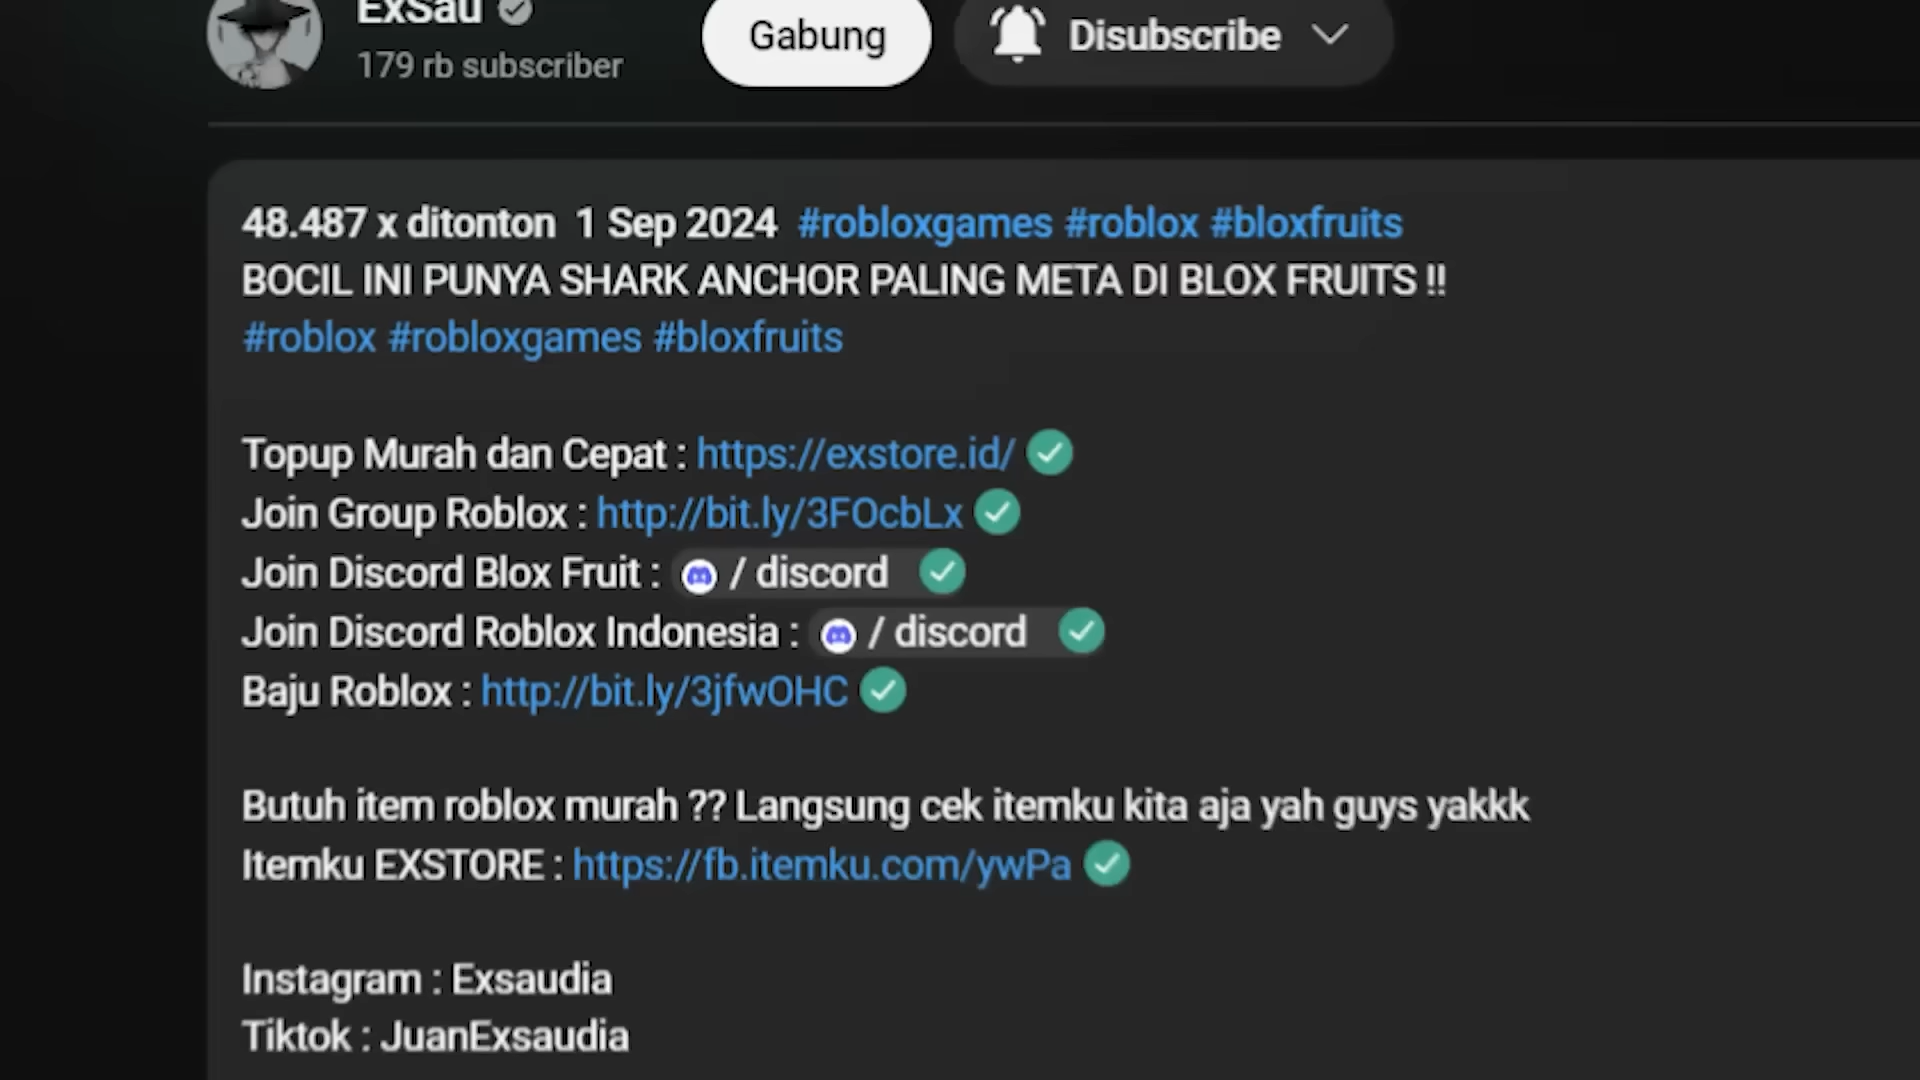 ExSau
179 rb subscriber
Gabung
Disubscribe
48.487 x ditonton 1 Sep 2024 #robloxgames #roblox #bloxfruits
BOCIL INI PUNYA SHARK ANCHOR PALING META DI BLOX FRUITS !!
#roblox #robloxgames #bloxfruits
Topup Murah dan Cepat : https://exstore.id/
Join Group Roblox : http://bit.ly/3FOcbLx
Join Discord Blox Fruit : / discord
Join Discord Roblox Indonesia : / discord
Baju Roblox : http://bit.ly/3jfwOHC
Butuh item roblox murah ?? Langsung cek itemku kita aja yah guys yakkk
Itemku EXSTORE : https://fb.itemku.com/ywPa
Instagram : Exsaudia
Tiktok : JuanExsaudia